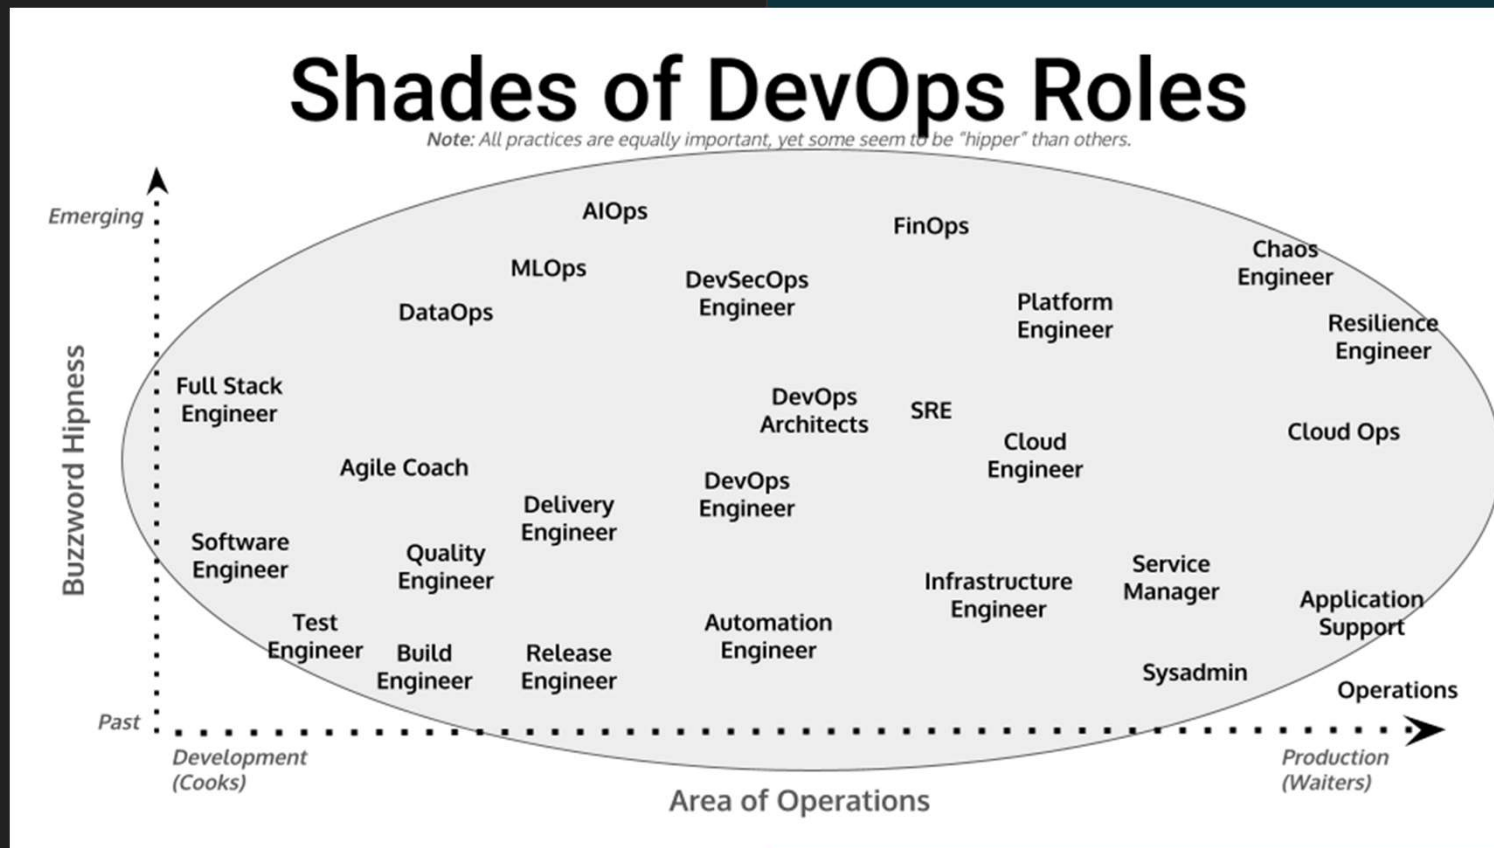 Shades of DevOps Roles
Note: All practices are equally important, yet some seem to be "hipper" than others.
Emerging
AIOps
FinOps
Chaos
Engineer
MLOps
DevSecOps
Engineer
DataOps
Platform
Engineer
Resilience
Engineer
Buzzword Hipness
Full Stack
Engineer
DevOps
Architects
SRE
Cloud
Engineer
Cloud Ops
Agile Coach
DevOps
Engineer
Delivery
Engineer
Software
Engineer
Quality
Engineer
Infrastructure
Engineer
Service
Manager
Application
Support
Test
Engineer
Build
Engineer
Release
Engineer
Automation
Engineer
Sysadmin
Operations
Past
Development
(Cooks)
Production
(Waiters)
Area of Operations